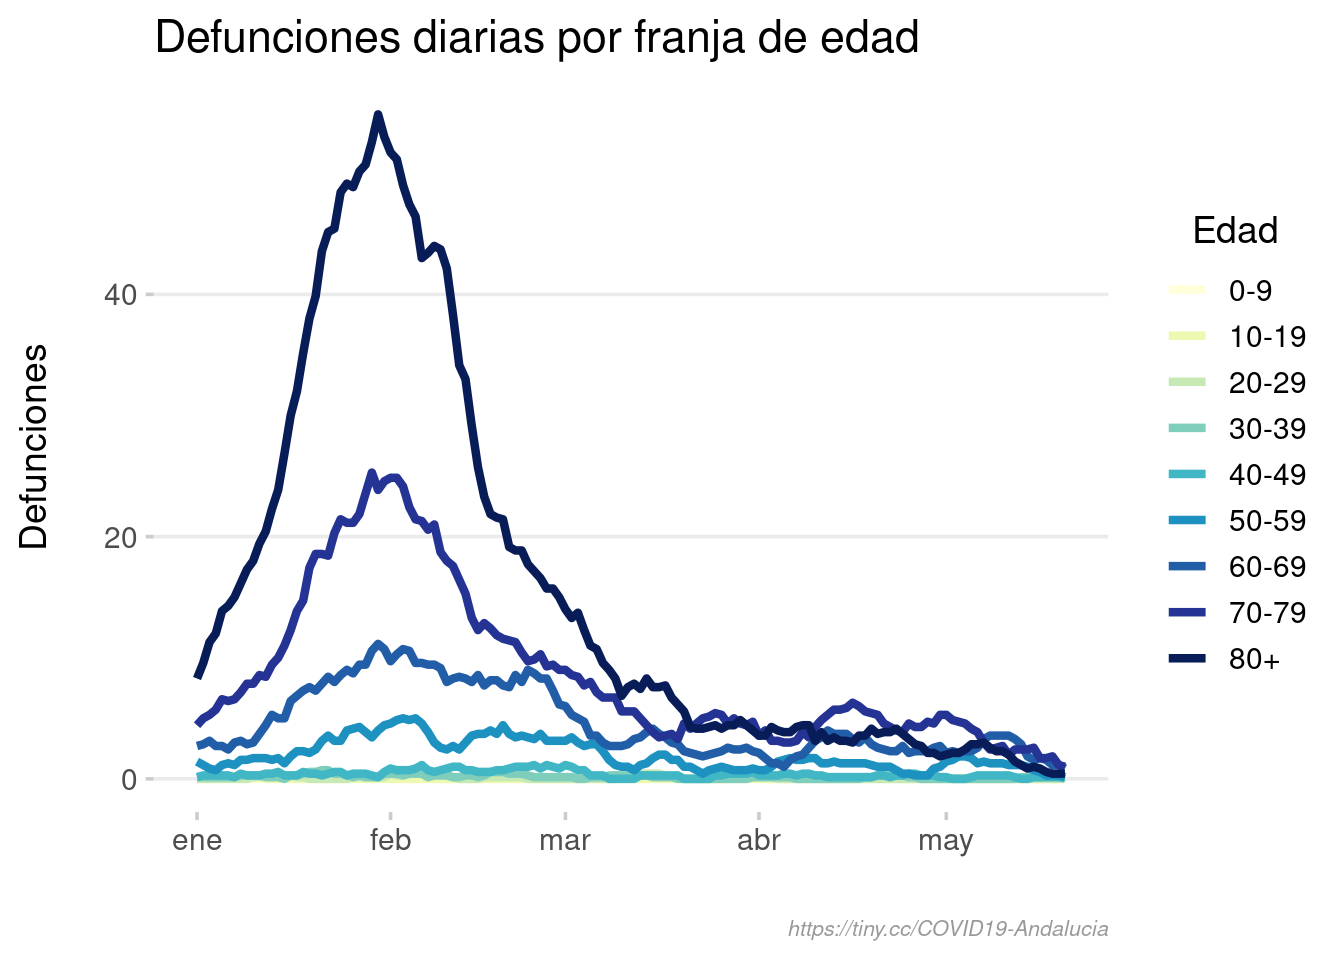 Defunciones diarias por franja de edad
Defunciones
40
20
0
ene
feb
mar
abr
may
Edad
0-9
10-19
20-29
30-39
40-49
50-59
60-69
70-79
80+
https://tiny.cc/COVID19-Andalucia